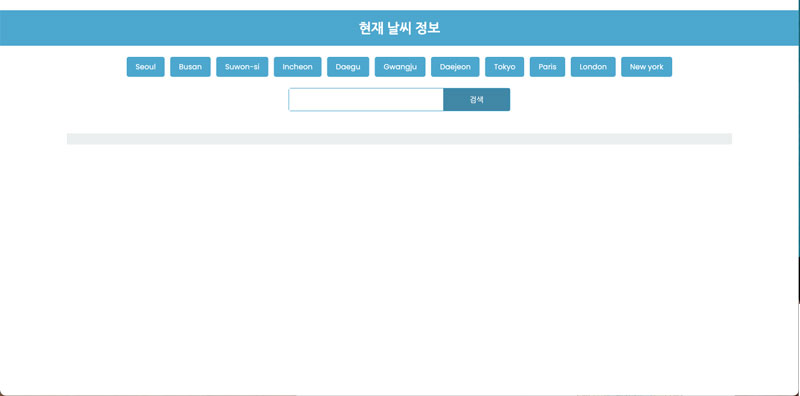 현재 날씨 정보
Seoul Busan Suwon-si Incheon Daegu Gwangju Daejeon Tokyo Paris London New york
검색